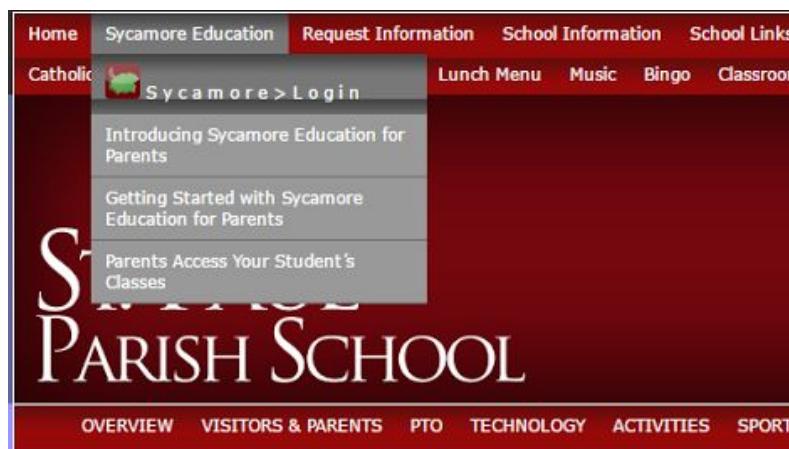 Home Sycamore Education Request Information School Information School Links
Catholic Lunch Menu Music Bingo Classroom
Sycamore>Login
Introducing Sycamore Education for
Parents
Getting Started with Sycamore
Education for Parents
Parents Access Your Student's
Classes
St. Paul
Parish School
OVERVIEW VISITORS & PARENTS PTO TECHNOLOGY ACTIVITIES SPORT